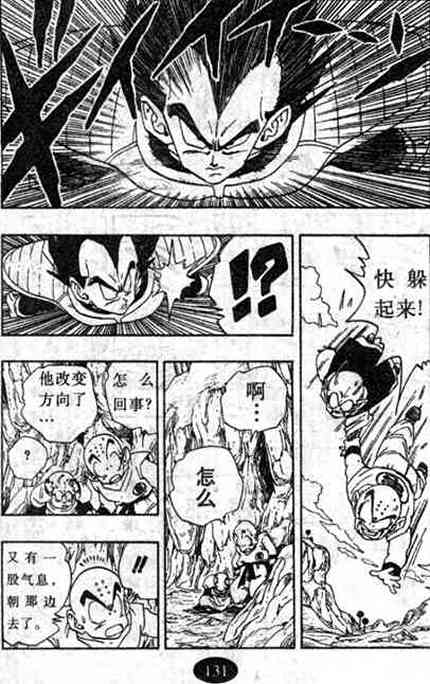 快躲
起来!
!?
啊
…
怎么
怎么
回事?
他改变
方向了
…
?
!!
又有一
股气息，
朝那边
去了。
131